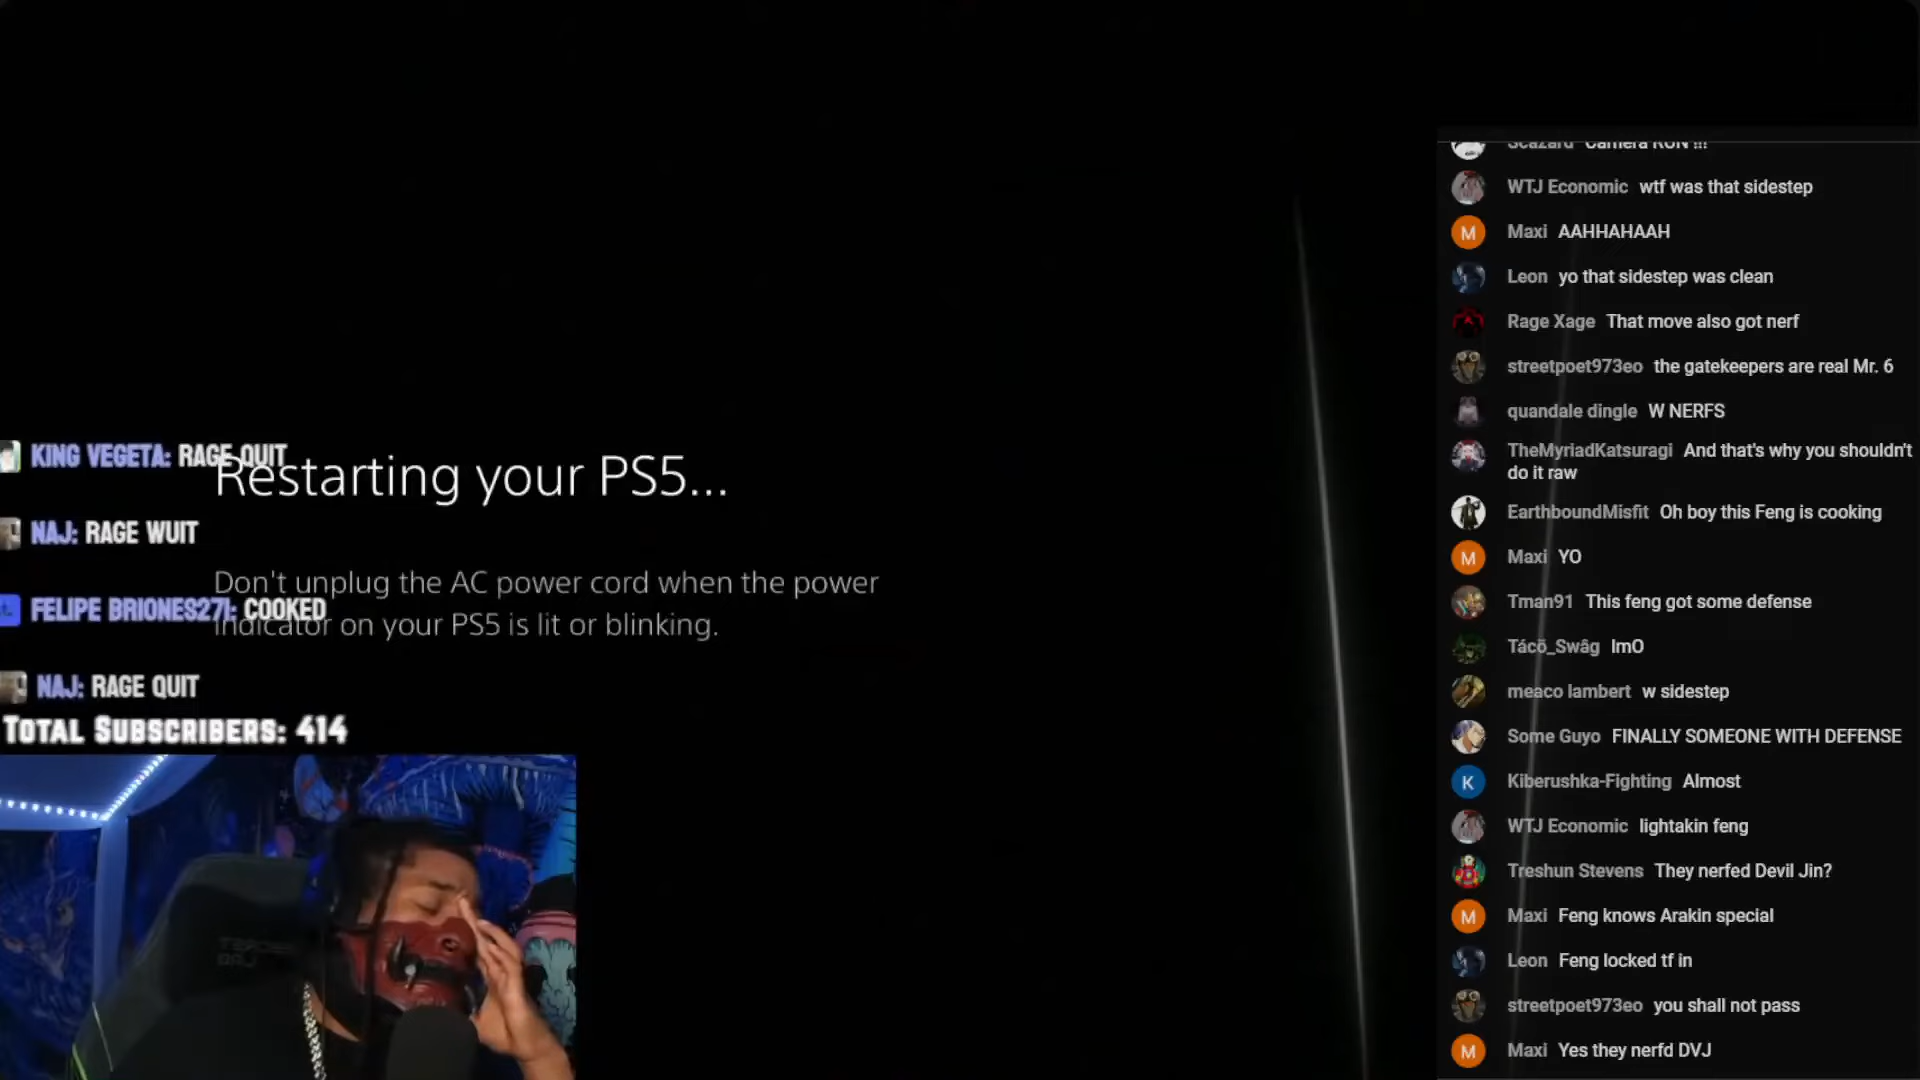 KING VEGETA: RAGE QUIT
Restarting your PS5...
NAJ: RAGE WUIT
Don't unplug the AC power cord when the power
FELIPE BRIONES271: COOKED
indicator on your PS5 is lit or blinking.
NAJ: RAGE QUIT
TOTAL SUBSCRIBERS: 414
Scazard Camera RON !!!
WTJ Economic wtf was that sidestep
M Maxi AAHHAHAAH
Leon yo that sidestep was clean
Rage Xage That move also got nerf
streetpoet973eo the gatekeepers are real Mr. 6
quandale dingle W NERFS
TheMyriadKatsuragi And that's why you shouldn't
do it raw
EarthboundMisfit Oh boy this Feng is cooking
M Maxi YO
Tman91 This feng got some defense
Tácö_Swâg lmO
meaco lambert w sidestep
Some Guyo FINALLY SOMEONE WITH DEFENSE
K Kiberushka-Fighting Almost
WTJ Economic lightakin feng
Treshun Stevens They nerfed Devil Jin?
M Maxi Feng knows Arakin special
Leon Feng locked tf in
streetpoet973eo you shall not pass
M Maxi Yes they nerfd DVJ